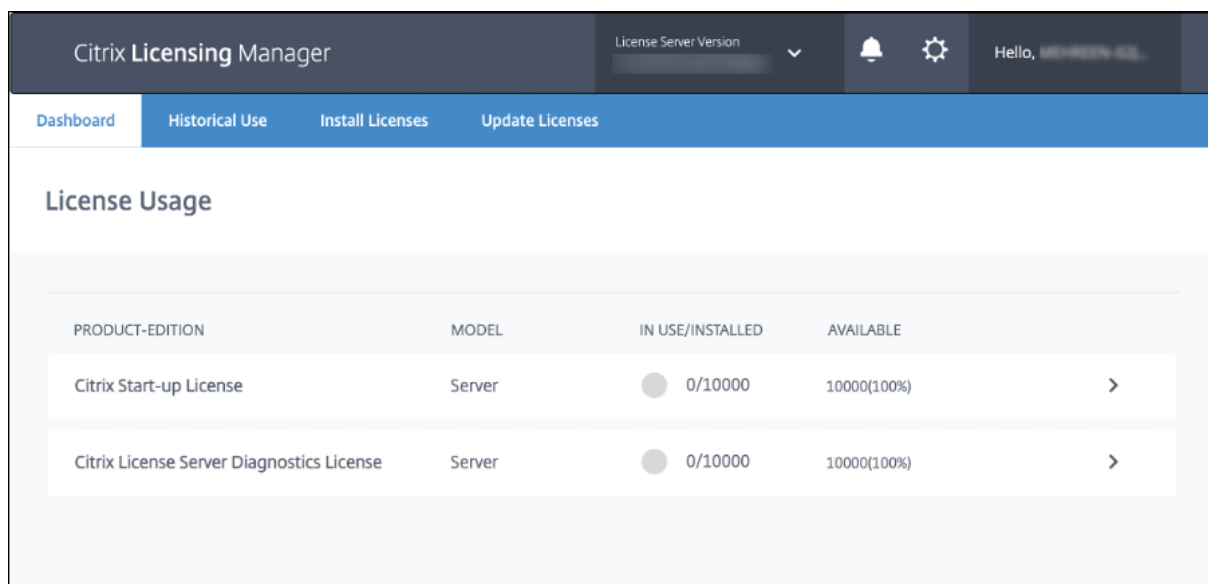 Citrix Licensing Manager
License Server Version
Hello,
Dashboard Historical Use Install Licenses Update Licenses
License Usage
PRODUCT-EDITION MODEL IN USE/INSTALLED AVAILABLE
Citrix Start-up License Server 0/10000 10000(100%)
Citrix License Server Diagnostics License Server 0/10000 10000(100%)